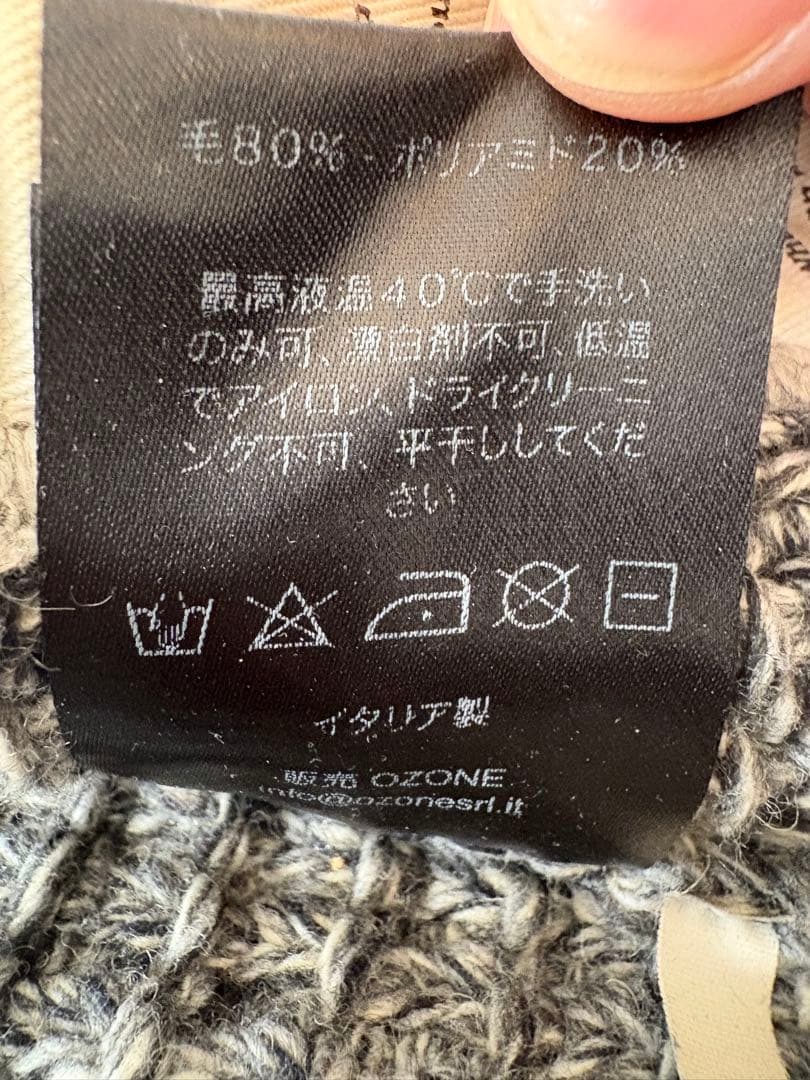 毛80% - ポリアミド20%
最高液温40℃で手洗い
のみ可、漂白剤不可、低温
でアイロン、ドライクリーニ
ング不可、平干ししてくだ
さい
イタリア製
販売 OZONE
info@ozonesrl.it